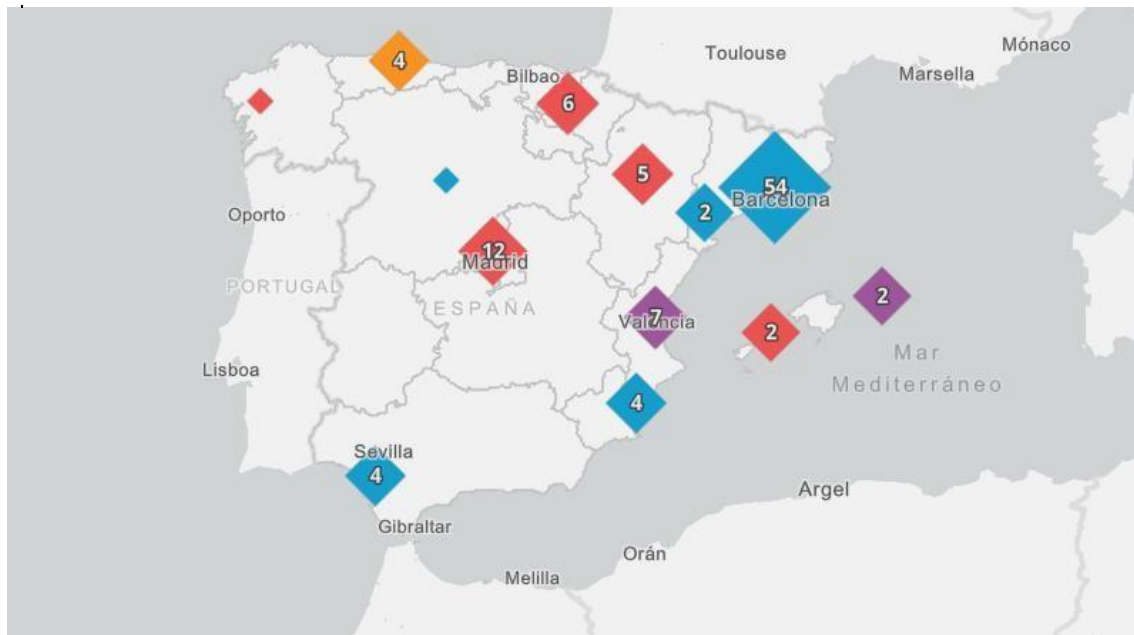 Mónaco
Toulouse
Marsella
4
Bilbao
6
5
54
Barcelona
2
Oporto
12
Madrid
PORTUGAL
ESPAÑA
2
7
Valencia
2
Mar
Mediterráneo
Lisboa
4
Sevilla
4
Argel
Gibraltar
Orán
Melilla